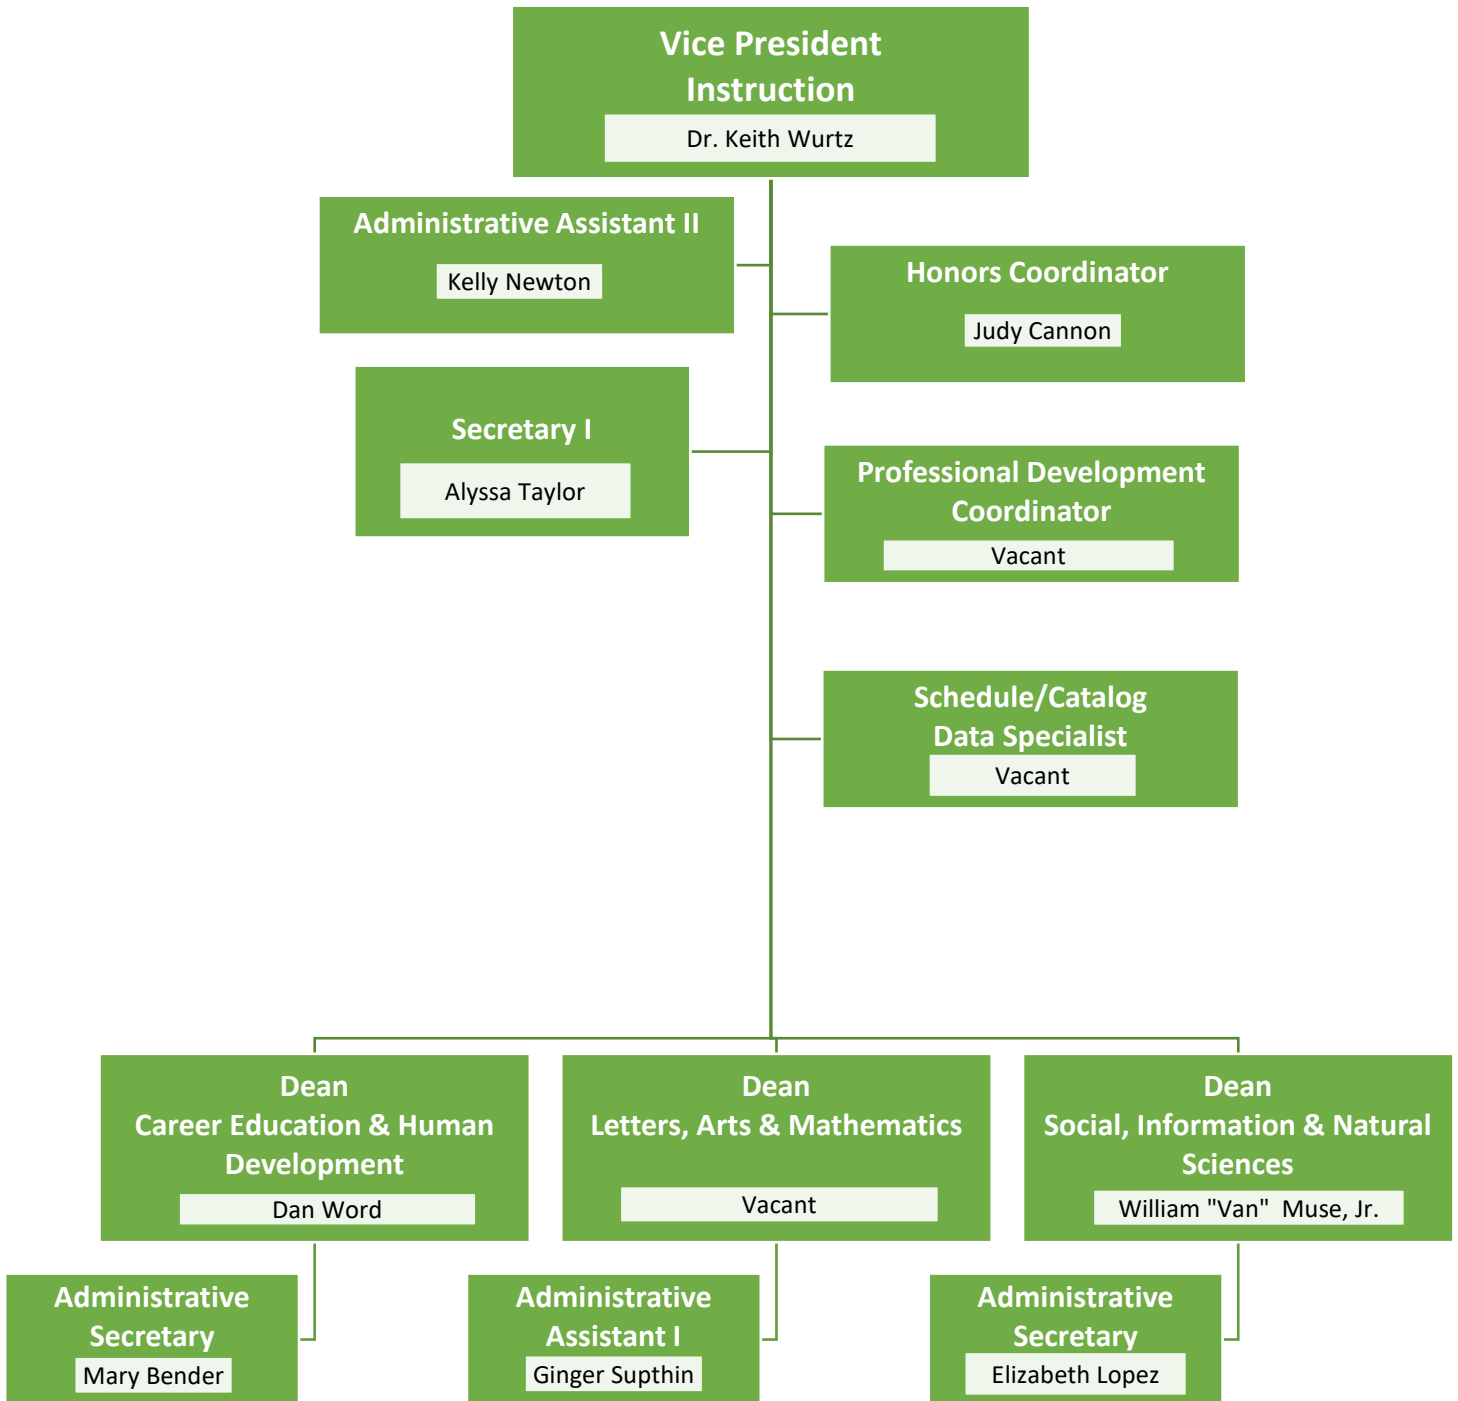 Vice President
Instruction
Dr. Keith Wurtz
Administrative Assistant II
Kelly Newton
Honors Coordinator
Judy Cannon
Secretary I
Alyssa Taylor
Professional Development
Coordinator
Vacant
Schedule/Catalog
Data Specialist
Vacant
Dean
Career Education & Human
Development
Dan Word
Dean
Letters, Arts & Mathematics
Vacant
Dean
Social, Information & Natural
Sciences
William "Van"  Muse, Jr.
Administrative
Secretary
Mary Bender
Administrative
Assistant I
Ginger Supthin
Administrative
Secretary
Elizabeth Lopez